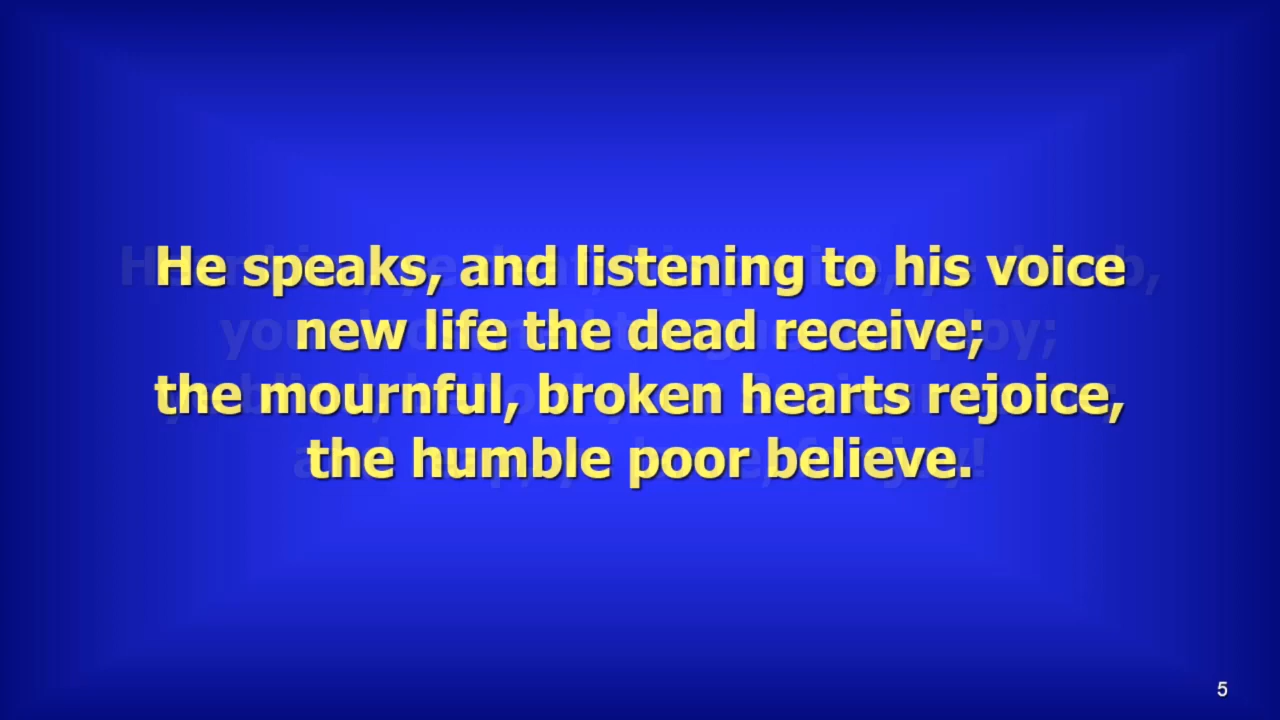 He speaks, and listening to his voice
new life the dead receive;
the mournful, broken hearts rejoice,
the humble poor believe.
5